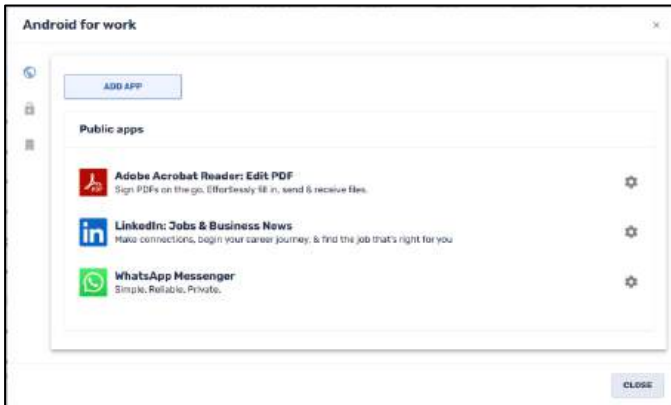 Android for work
ADD APP
Public apps
Adobe Acrobat Reader: Edit PDF
Sign PDFs on the go. Effortlessly fill in, send & receive files.
LinkedIn: Jobs & Business News
in
Make connections, begin your career journey, & find the job that's right for you
WhatsApp Messenger
Simple. Reliable. Private.
CLOSE